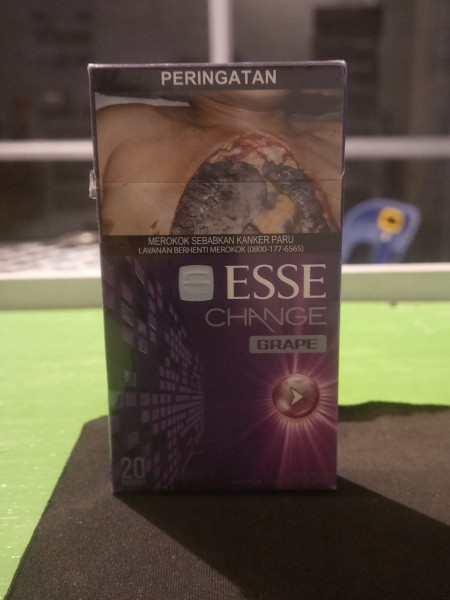 PERINGATAN
MEROKOK SEBABKAN KANKER PARU
LAYANAN BERHENTI MEROKOK (0800-177-6565)
ESSE
CHANGE
GRAPE
20